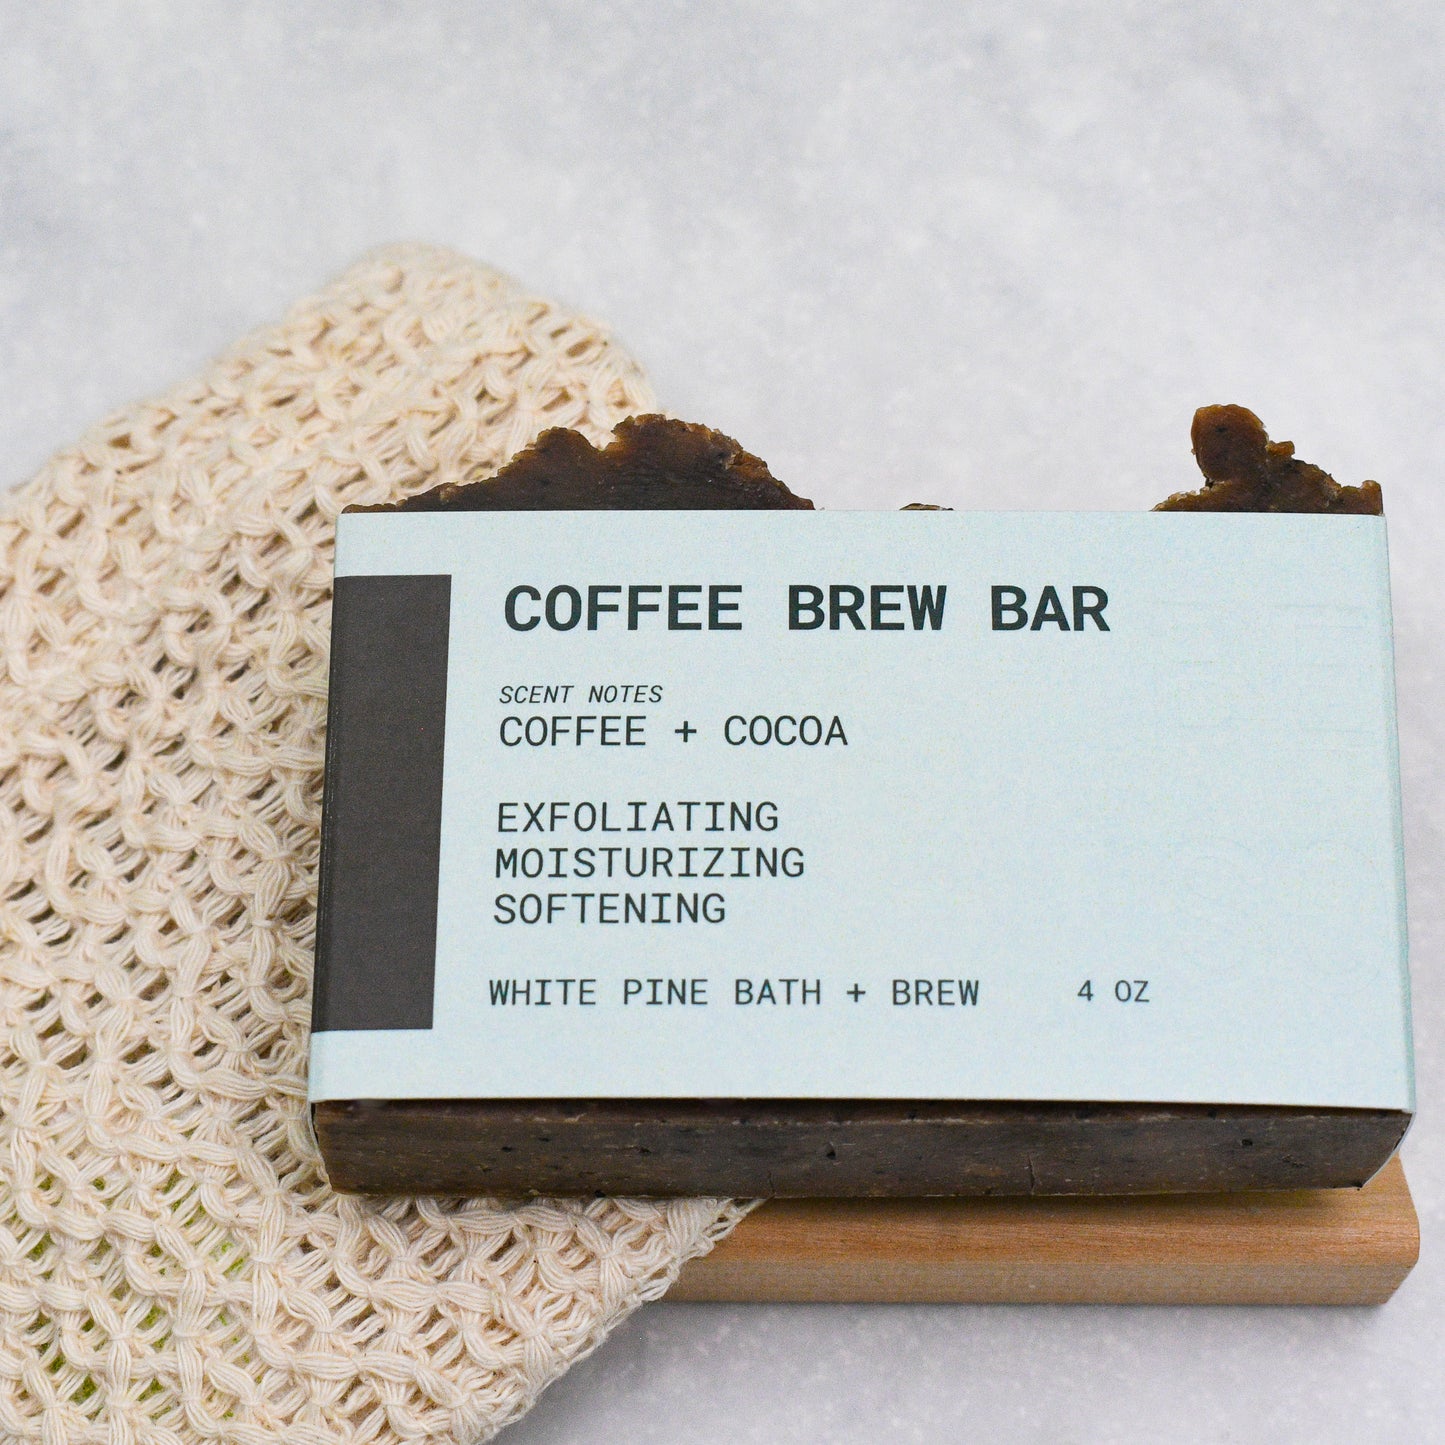 COFFEE BREW BAR
SCENT NOTES
COFFEE + COCOA
EXFOLIATING
MOISTURIZING
SOFTENING
WHITE PINE BATH + BREW 4 OZ